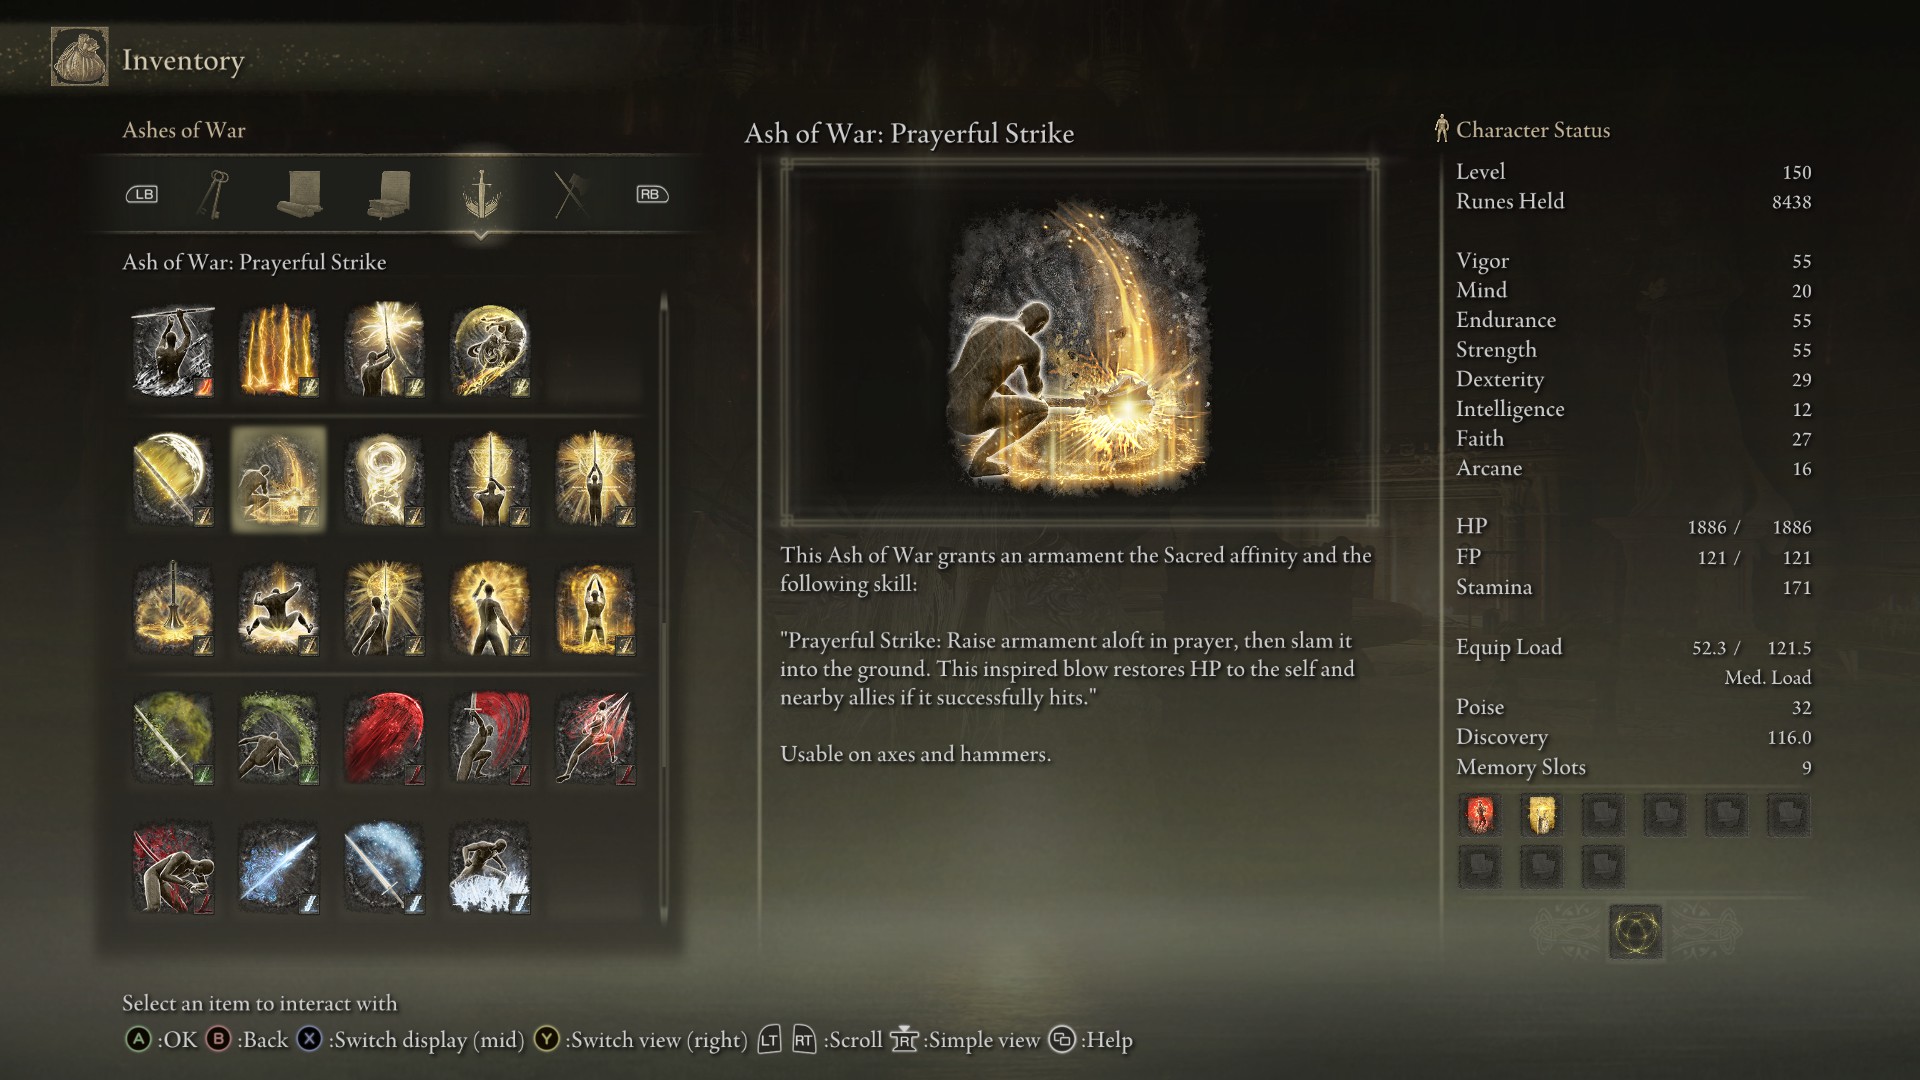 Inventory
Ashes of War
LB
RB
Ash of War: Prayerful Strike
Ash of War: Prayerful Strike
This Ash of War grants an armament the Sacred affinity and the
following skill:
"Prayerful Strike: Raise armament aloft in prayer, then slam it
into the ground. This inspired blow restores HP to the self and
nearby allies if it successfully hits."
Usable on axes and hammers.
Character Status
Level 150
Runes Held 8438
Vigor 55
Mind 20
Endurance 55
Strength 55
Dexterity 29
Intelligence 12
Faith 27
Arcane 16
HP 1886 / 1886
FP 121 / 121
Stamina 171
Equip Load 52.3 / 121.5
Med. Load
Poise 32
Discovery 116.0
Memory Slots 9
Select an item to interact with
A :OK B :Back X :Switch display (mid) Y :Switch view (right) LT RT :Scroll R :Simple view :Help